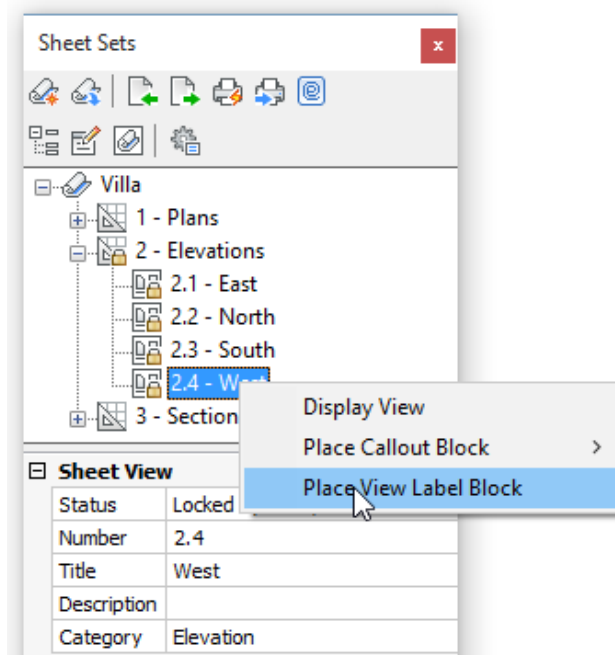 Sheet Sets
x
Villa
1 - Plans
2 - Elevations
2.1 - East
2.2 - North
2.3 - South
2.4 - West
3 - Section
Display View
Place Callout Block
Place View Label Block
Sheet View
Status Locked
Number 2.4
Title West
Description
Category Elevation